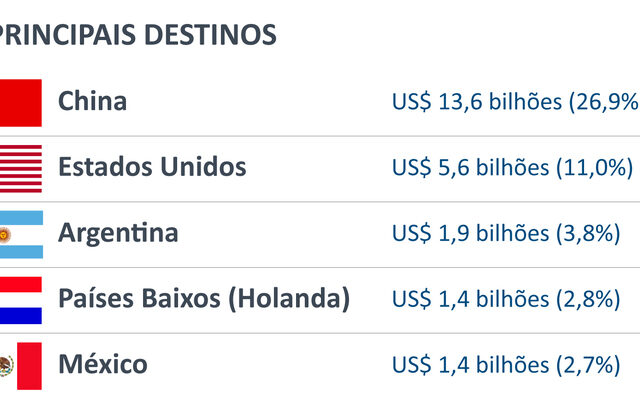 PRINCIPAIS DESTINOS
China US$ 13,6 bilhões (26,9%
Estados Unidos US$ 5,6 bilhões (11,0%)
Argentina US$ 1,9 bilhões (3,8%)
Países Baixos (Holanda) US$ 1,4 bilhões (2,8%)
México US$ 1,4 bilhões (2,7%)